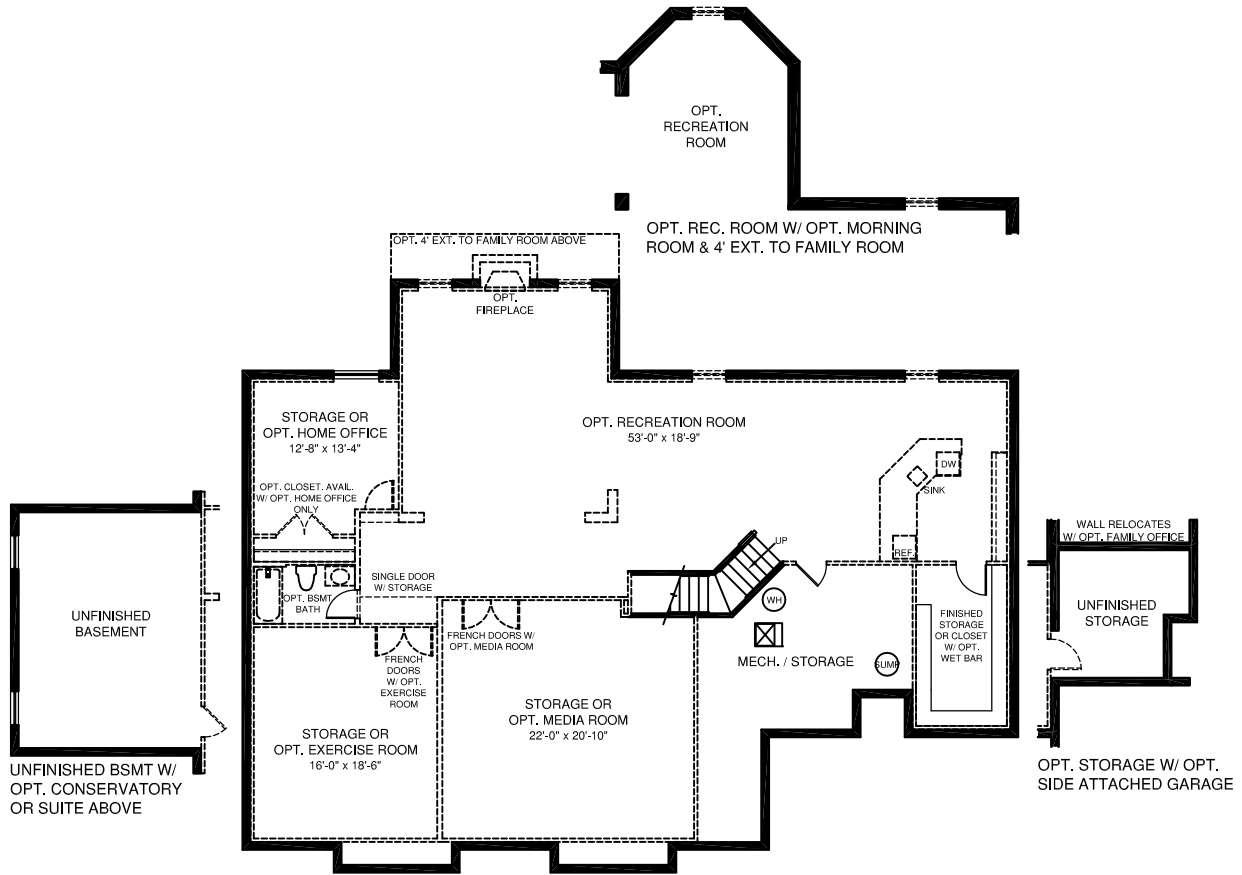 OPT.
RECREATION
ROOM
OPT. REC. ROOM W/ OPT. MORNING
ROOM & 4' EXT. TO FAMILY ROOM
OPT. 4' EXT. TO FAMILY ROOM ABOVE
OPT.
FIREPLACE
STORAGE OR
OPT. HOME OFFICE
12'-8" x 13'-4"
OPT. RECREATION ROOM
53'-0" x 18'-9"
OPT. CLOSET. AVAIL.
W/ OPT. HOME OFFICE
ONLY
DW
SINK
REF.
UP
WALL RELOCATES
W/ OPT. FAMILY OFFICE
SINGLE DOOR
W/ STORAGE
OPT. BSMT
BATH
UNFINISHED
BASEMENT
WH
FINISHED
STORAGE
OR CLOSET
W/ OPT.
WET BAR
UNFINISHED
STORAGE
FRENCH DOORS W/
OPT. MEDIA ROOM
FRENCH
DOORS
W/ OPT.
EXERCISE
ROOM
MECH. / STORAGE
SUMP
STORAGE OR
OPT. MEDIA ROOM
22'-0" x 20'-10"
STORAGE OR
OPT. EXERCISE ROOM
16'-0" x 18'-6"
UNFINISHED BSMT W/
OPT. CONSERVATORY
OR SUITE ABOVE
OPT. STORAGE W/ OPT.
SIDE ATTACHED GARAGE